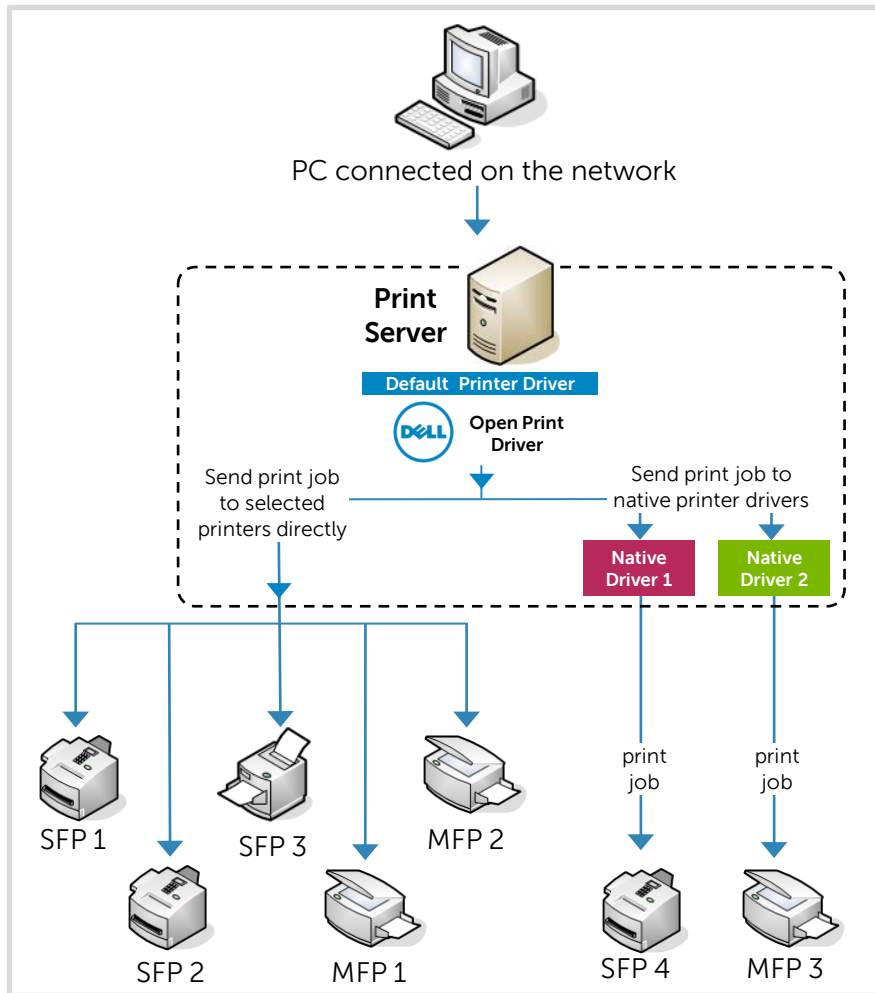 PC connected on the network
Print
Server
Default Printer Driver
DELL
Open Print
Driver
Send print job
to selected
printers directly
Send print job to
native printer drivers
Native
Driver 1
Native
Driver 2
print
job
print
job
SFP 1
SFP 3
MFP 2
SFP 2
MFP 1
SFP 4
MFP 3